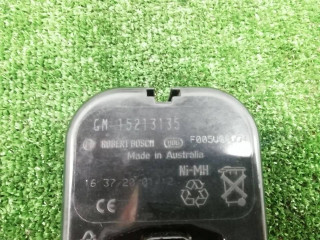 GM 15213135
ROBERT BOSCH
Made in Australia
Ni-MH
CE